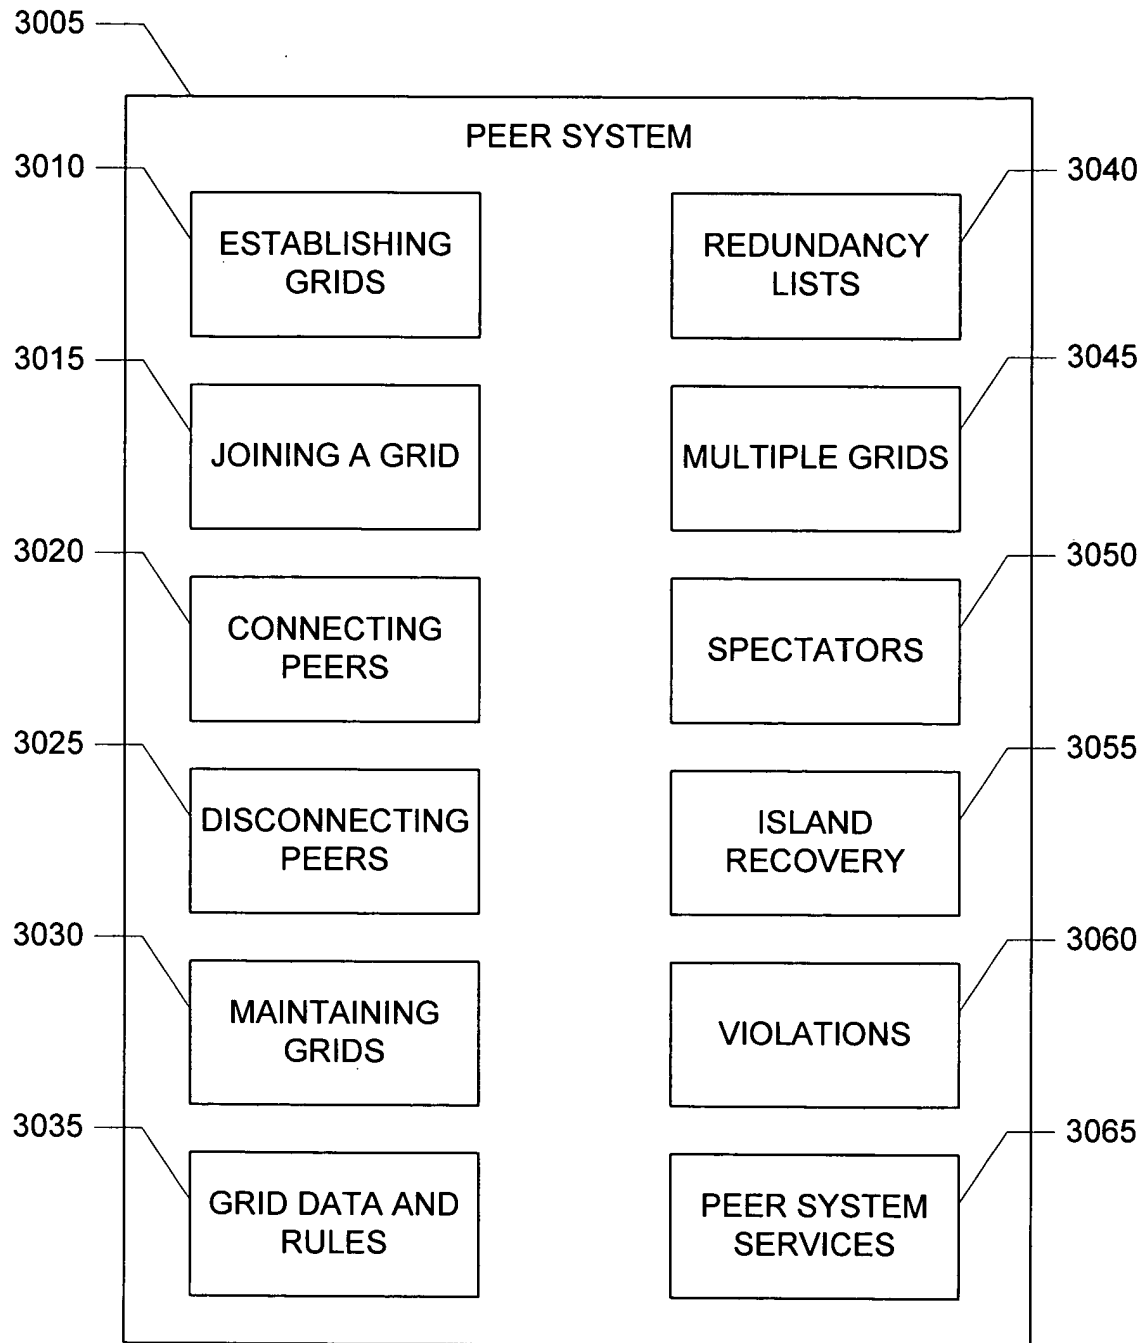 3005
PEER SYSTEM
3010
ESTABLISHING
GRIDS
3015
JOINING A GRID
3020
CONNECTING
PEERS
3025
DISCONNECTING
PEERS
3030
MAINTAINING
GRIDS
3035
GRID DATA AND
RULES
3040
REDUNDANCY
LISTS
3045
MULTIPLE GRIDS
3050
SPECTATORS
3055
ISLAND
RECOVERY
3060
VIOLATIONS
3065
PEER SYSTEM
SERVICES